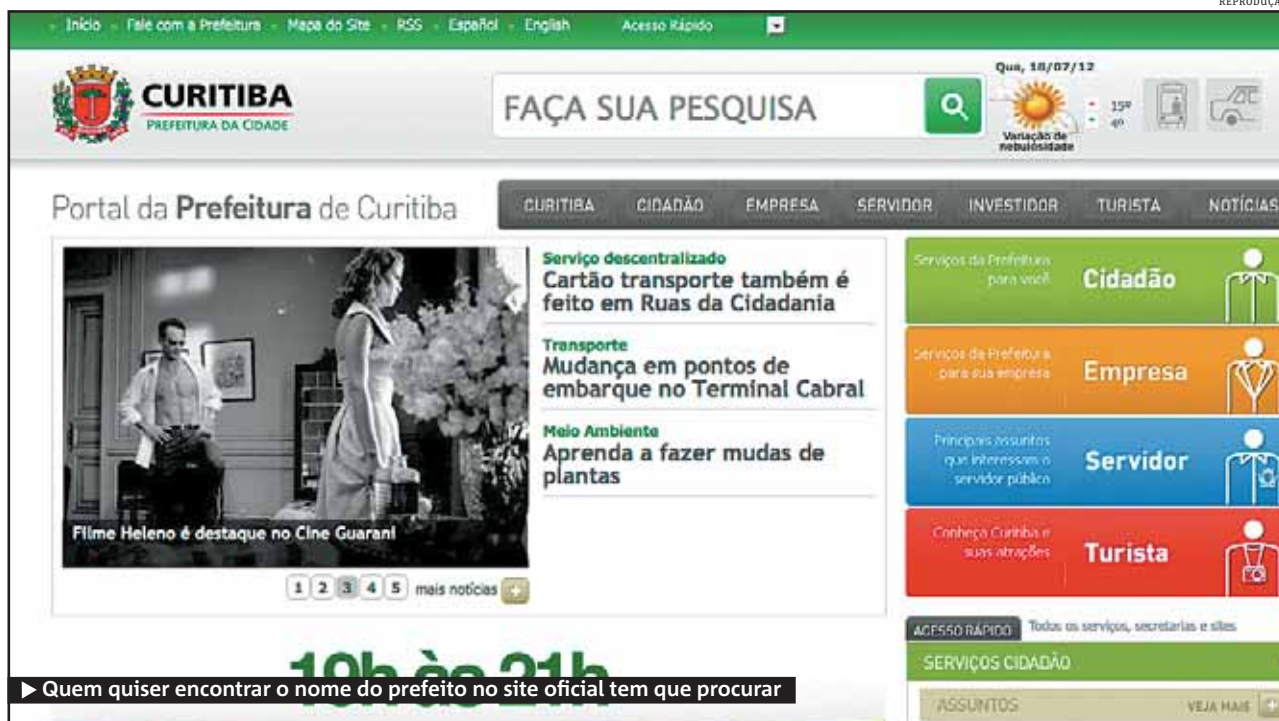 REPRODUÇÃ
Início Fale com a Prefeitura Mapa do Site RSS Español English Acesso Rápido
CURITIBA
PREFEITURA DA CIDADE
FAÇA SUA PESQUISA
Qua, 18/07/12
15º
4º
Variação de
nebulosidade
Portal da Prefeitura de Curitiba
CURITIBA CIDADÃO EMPRESA SERVIDOR INVESTIDOR TURISTA NOTÍCIAS
Serviço descentralizado
Cartão transporte também é
feito em Ruas da Cidadania
Transporte
Mudança em pontos de
embarque no Terminal Cabral
Meio Ambiente
Aprenda a fazer mudas de
plantas
Filme Heleno é destaque no Cine Guarani
1 2 3 4 5 mais notícias
Serviços da Prefeitura
para você
Cidadão
Serviços da Prefeitura
para sua empresa
Empresa
Principais assuntos
que interessam o
servidor público
Servidor
Conheça Curitiba e
suas atrações
Turista
ACESSO RÁPIDO Todos os serviços, secretarias e sites
SERVIÇOS CIDADÃO
ASSUNTOS VEJA MAIS
19h às 21h
Quem quiser encontrar o nome do prefeito no site oficial tem que procurar